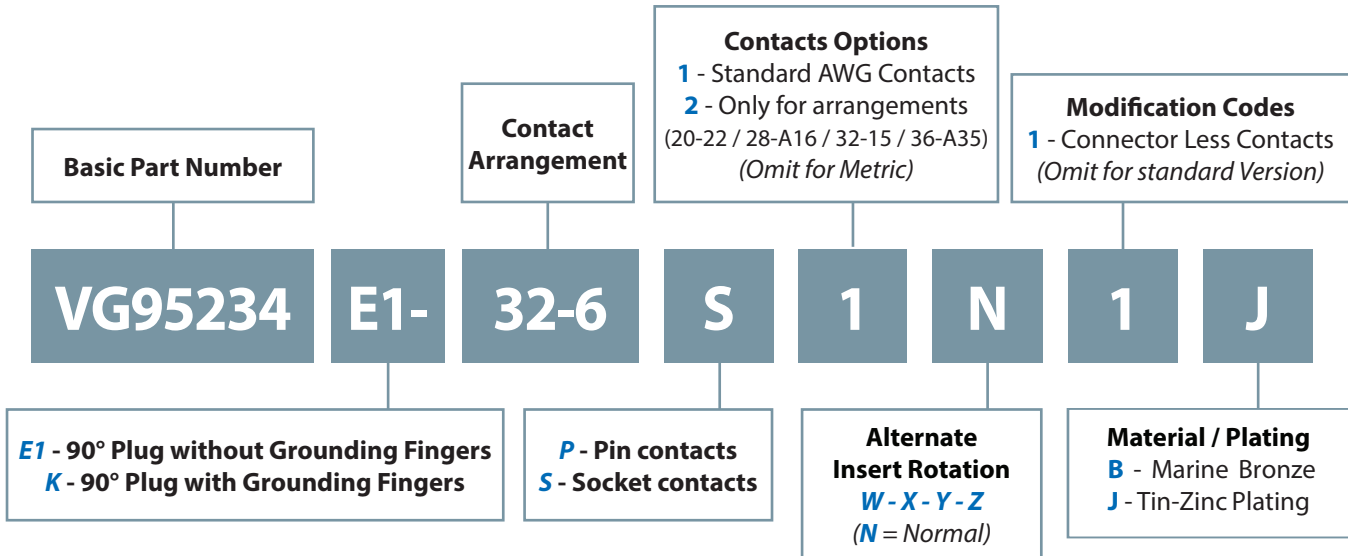 Basic Part Number
Contact
Arrangement
Contacts Options
1 - Standard AWG Contacts
2 - Only for arrangements
(20-22 / 28-A16 / 32-15 / 36-A35)
(Omit for Metric)
Modification Codes
1 - Connector Less Contacts
(Omit for standard Version)
VG95234 E1- 32-6 S 1 N 1 J
E1 - 90° Plug without Grounding Fingers
K - 90° Plug with Grounding Fingers
P - Pin contacts
S - Socket contacts
Alternate
Insert Rotation
W - X - Y - Z
(N = Normal)
Material / Plating
B - Marine Bronze
J - Tin-Zinc Plating